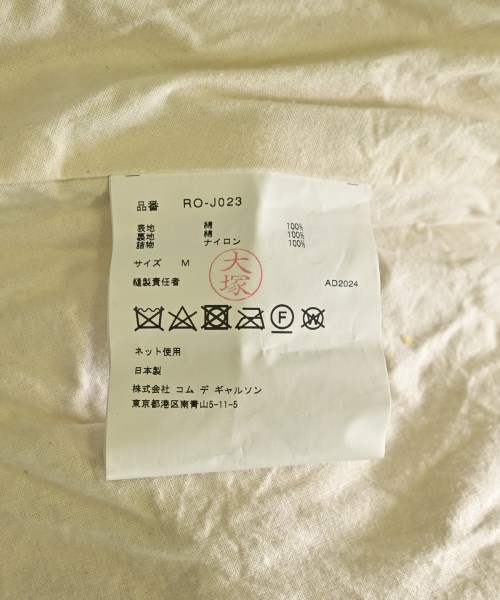 品番 RO-J023
表地 綿 100%
裏地 綿 100%
詰物 ナイロン 100%
サイズ M
縫製責任者 大塚 AD2024
F W
ネット使用
日本製
株式会社 コム デ ギャルソン
東京都港区南青山5-11-5